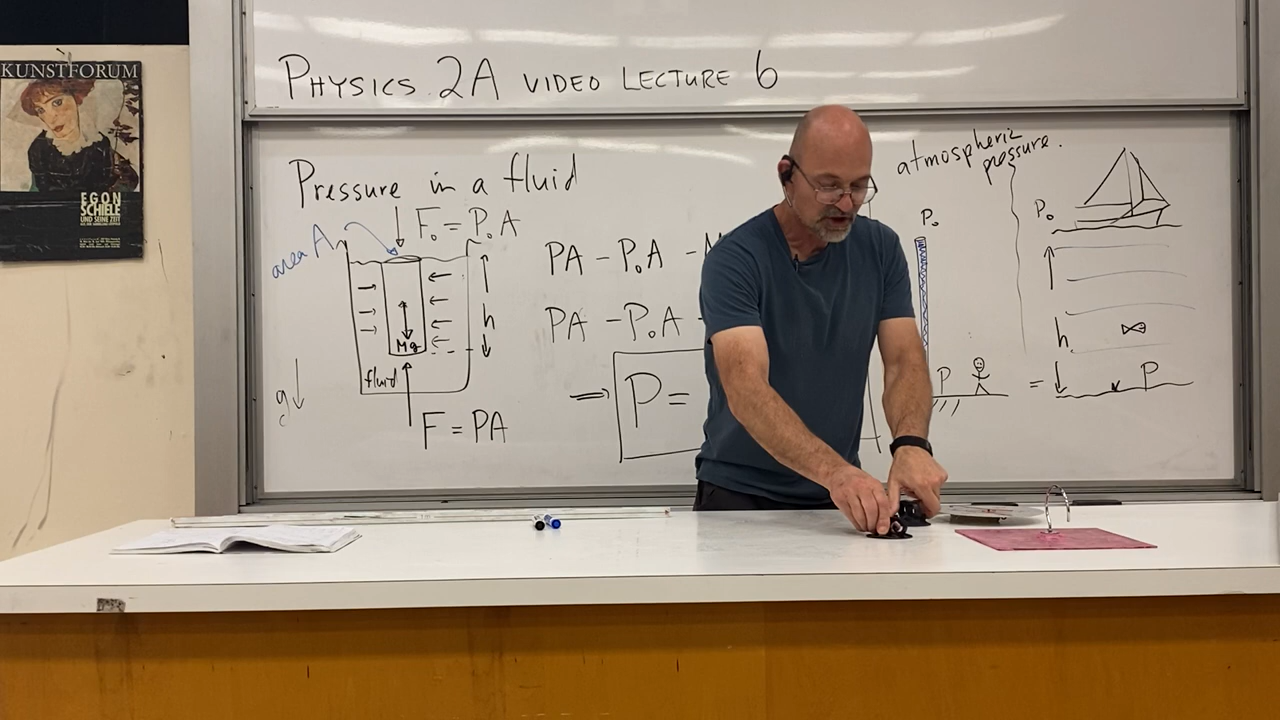 PHYSICS 2A VIDEO LECTURE 6
KUNSTFORUM
EGON
SCHIELE
UND SEINE ZEIT
Pressure in a fluid
F₀ = P₀A
area A
PA - P₀A -
PA - P₀A -
h
Mg
fluid
g
F = PA
⇒ P =
atmospheric
pressure.
P₀
P
=
P₀
h
P